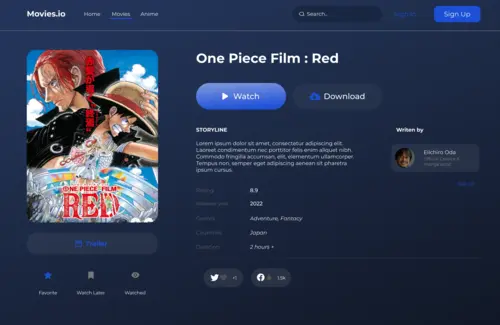 Movies.io
Home
Movies
Anime
Search..
Sign In
Sign Up
One Piece Film : Red
Watch
Download
STORYLINE
Lorem ipsum dolor sit amet, consectetur adipiscing elit.
Laoreet condimentum nec porttitor felis enim aliquet nibh.
Commodo fringilla accumsan, elit, elementum ullamcorper.
Tempus non, semper eget adipiscing aenean sit pharetra
ipsum cursus.
Writen by
Eiichiro Oda
See all
Rating
8.9
Release date
2022
Genres
Adventure, Fantasy
Countries
Japan
Duration
2 hours +
ONE PIECE FILM
RED
Trailer
Favorite
Watch Later
Watched
+1
1.5k